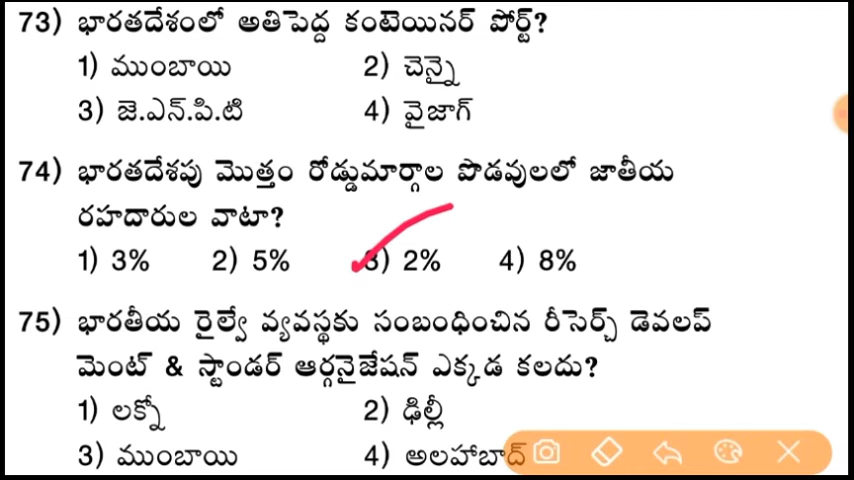 73) భారతదేశంలో అతిపెద్ద కంటెయినర్ పోర్ట్?
1) ముంబాయి 2) చెన్నై
3) జె.ఎన్.పి.టి 4) వైజాగ్
74) భారతదేశపు మొత్తం రోడ్డుమార్గాల పొడవులలో జాతీయ
రహదారుల వాటా?
1) 3% 2) 5% 3) 2% 4) 8%
75) భారతీయ రైల్వే వ్యవస్థకు సంబంధించిన రీసెర్చ్ డెవలప్
మెంట్ & స్టాండర్ ఆర్గనైజేషన్ ఎక్కడ కలదు?
1) లక్నో 2) ఢిల్లీ
3) ముంబాయి 4) అలహాబాద్